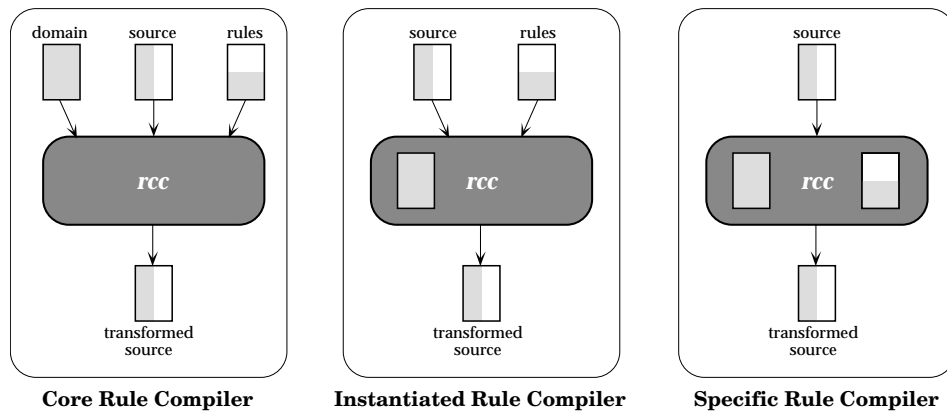 domain source rules
rcc
transformed
source
Core Rule Compiler
source rules
rcc
transformed
source
Instantiated Rule Compiler
source
rcc
transformed
source
Specific Rule Compiler